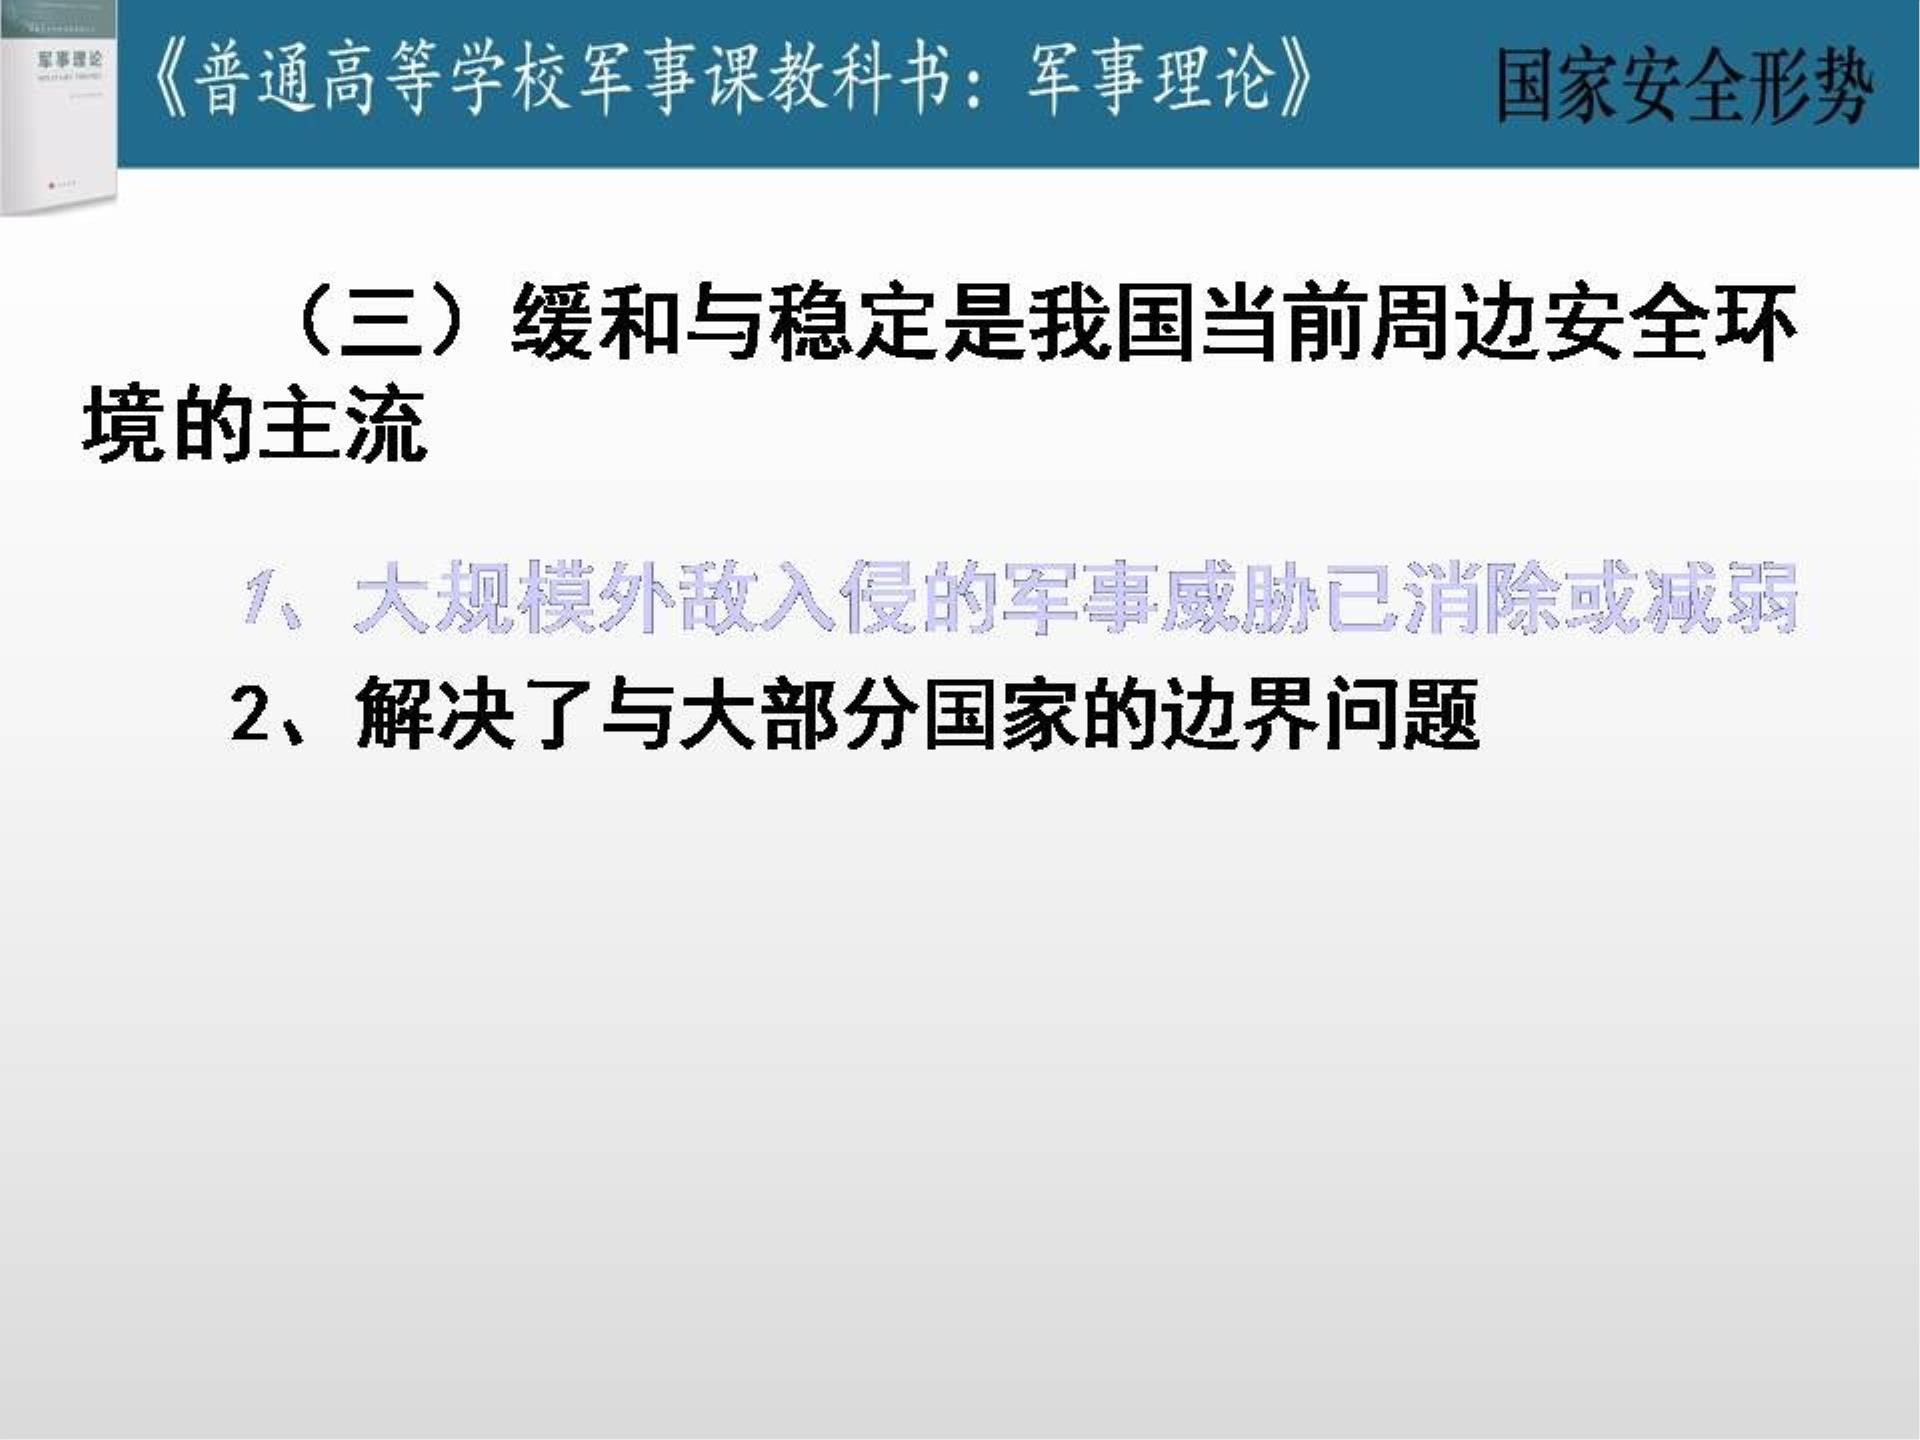 军事理论
《普通高等学校军事课教科书：军事理论》
国家安全形势
（三）缓和与稳定是我国当前周边安全环
境的主流
1、大规模外敌入侵的军事威胁已消除或减弱
2、解决了与大部分国家的边界问题